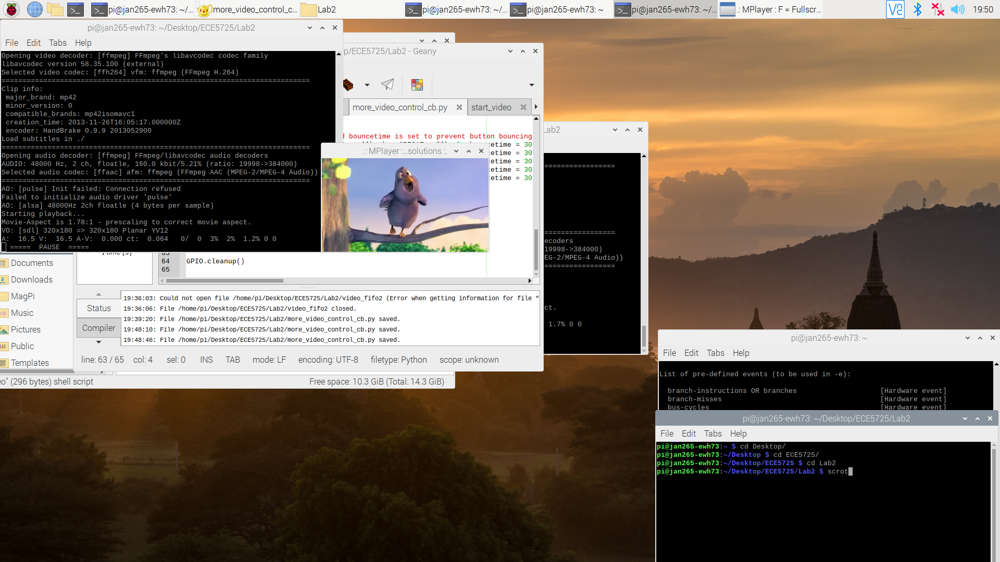 pi@jan265-ewh73: ~/...
more_video_control_c...
Lab2
pi@jan265-ewh73: ~/...
pi@jan265-ewh73: ~
pi@jan265-ewh73: ~/...
.: MPlayer : F = Fullscr...
19:50
pi@jan265-ewh73: ~/Desktop/ECE5725/Lab2
File Edit Tabs Help
Opening video decoder: [ffmpeg] FFmpeg's libavcodec codec family
libavcodec version 58.35.100 (external)
Selected video codec: [ffh264] vfm: ffmpeg (FFmpeg H.264)
==========================================================================
Clip info:
major_brand: mp42
minor_version: 0
compatible_brands: mp42isomavc1
creation_time: 2013-11-26T16:05:17.000000Z
encoder: HandBrake 0.9.9 2013052900
Load subtitles in ./
==========================================================================
Opening audio decoder: [ffmpeg] FFmpeg/libavcodec audio decoders
AUDIO: 48000 Hz, 2 ch, floatle, 160.0 kbit/5.21% (ratio: 19998->384000)
Selected audio codec: [ffaac] afm: ffmpeg (FFmpeg AAC (MPEG-2/MPEG-4 Audio))
==========================================================================
AO: [pulse] Init failed: Connection refused
Failed to initialize audio driver 'pulse'
AO: [alsa] 48000Hz 2ch floatle (4 bytes per sample)
Starting playback...
Movie-Aspect is 1.78:1 - prescaling to correct movie aspect.
VO: [sdl] 320x180 => 320x180 Planar YV12
A:  16.5 V:  16.5 A-V:  0.000 ct:  0.064   0/  0  3%  2%  1.2% 0 0
=====  PAUSE  =====
p/ECE5725/Lab2 - Geany
more_video_control_cb.py
start_video
bouncetime is set to prevent button bouncing
cetime = 30
cetime = 30
cetime = 30
cetime = 30
cetime = 30
.: MPlayer :...solutions :.
64 GPIO.cleanup()
65
Documents
Downloads
MagPi
Music
Pictures
Public
Templates
Status
Compiler
19:36:03: Could not open file /home/pi/Desktop/ECE5725/Lab2/video_fifo2 (Error when getting information for file “
19:36:06: File /home/pi/Desktop/ECE5725/Lab2/video_fifo2 closed.
19:39:20: File /home/pi/Desktop/ECE5725/Lab2/more_video_control_cb.py saved.
19:48:10: File /home/pi/Desktop/ECE5725/Lab2/more_video_control_cb.py saved.
19:48:46: File /home/pi/Desktop/ECE5725/Lab2/more_video_control_cb.py saved.
line: 63 / 65 col: 4 sel: 0 INS TAB mode: LF encoding: UTF-8 filetype: Python scope: unknown
eo" (296 bytes) shell script
Free space: 10.3 GiB (Total: 14.3 GiB)
Lab2
=================
=================
ecoders
19998->384000)
EG-2/MPEG-4 Audio))
=================
ct.
1.7% 0 0
pi@jan265-ewh73: ~
File Edit Tabs Help
List of pre-defined events (to be used in -e):
branch-instructions OR branches [Hardware event]
branch-misses [Hardware event]
bus-cycles [Hardware event]
pi@jan265-ewh73: ~/Desktop/ECE5725/Lab2
File Edit Tabs Help
pi@jan265-ewh73:~ $ cd Desktop/
pi@jan265-ewh73:~/Desktop $ cd ECE5725/
pi@jan265-ewh73:~/Desktop/ECE5725 $ cd Lab2
pi@jan265-ewh73:~/Desktop/ECE5725/Lab2 $ scrot